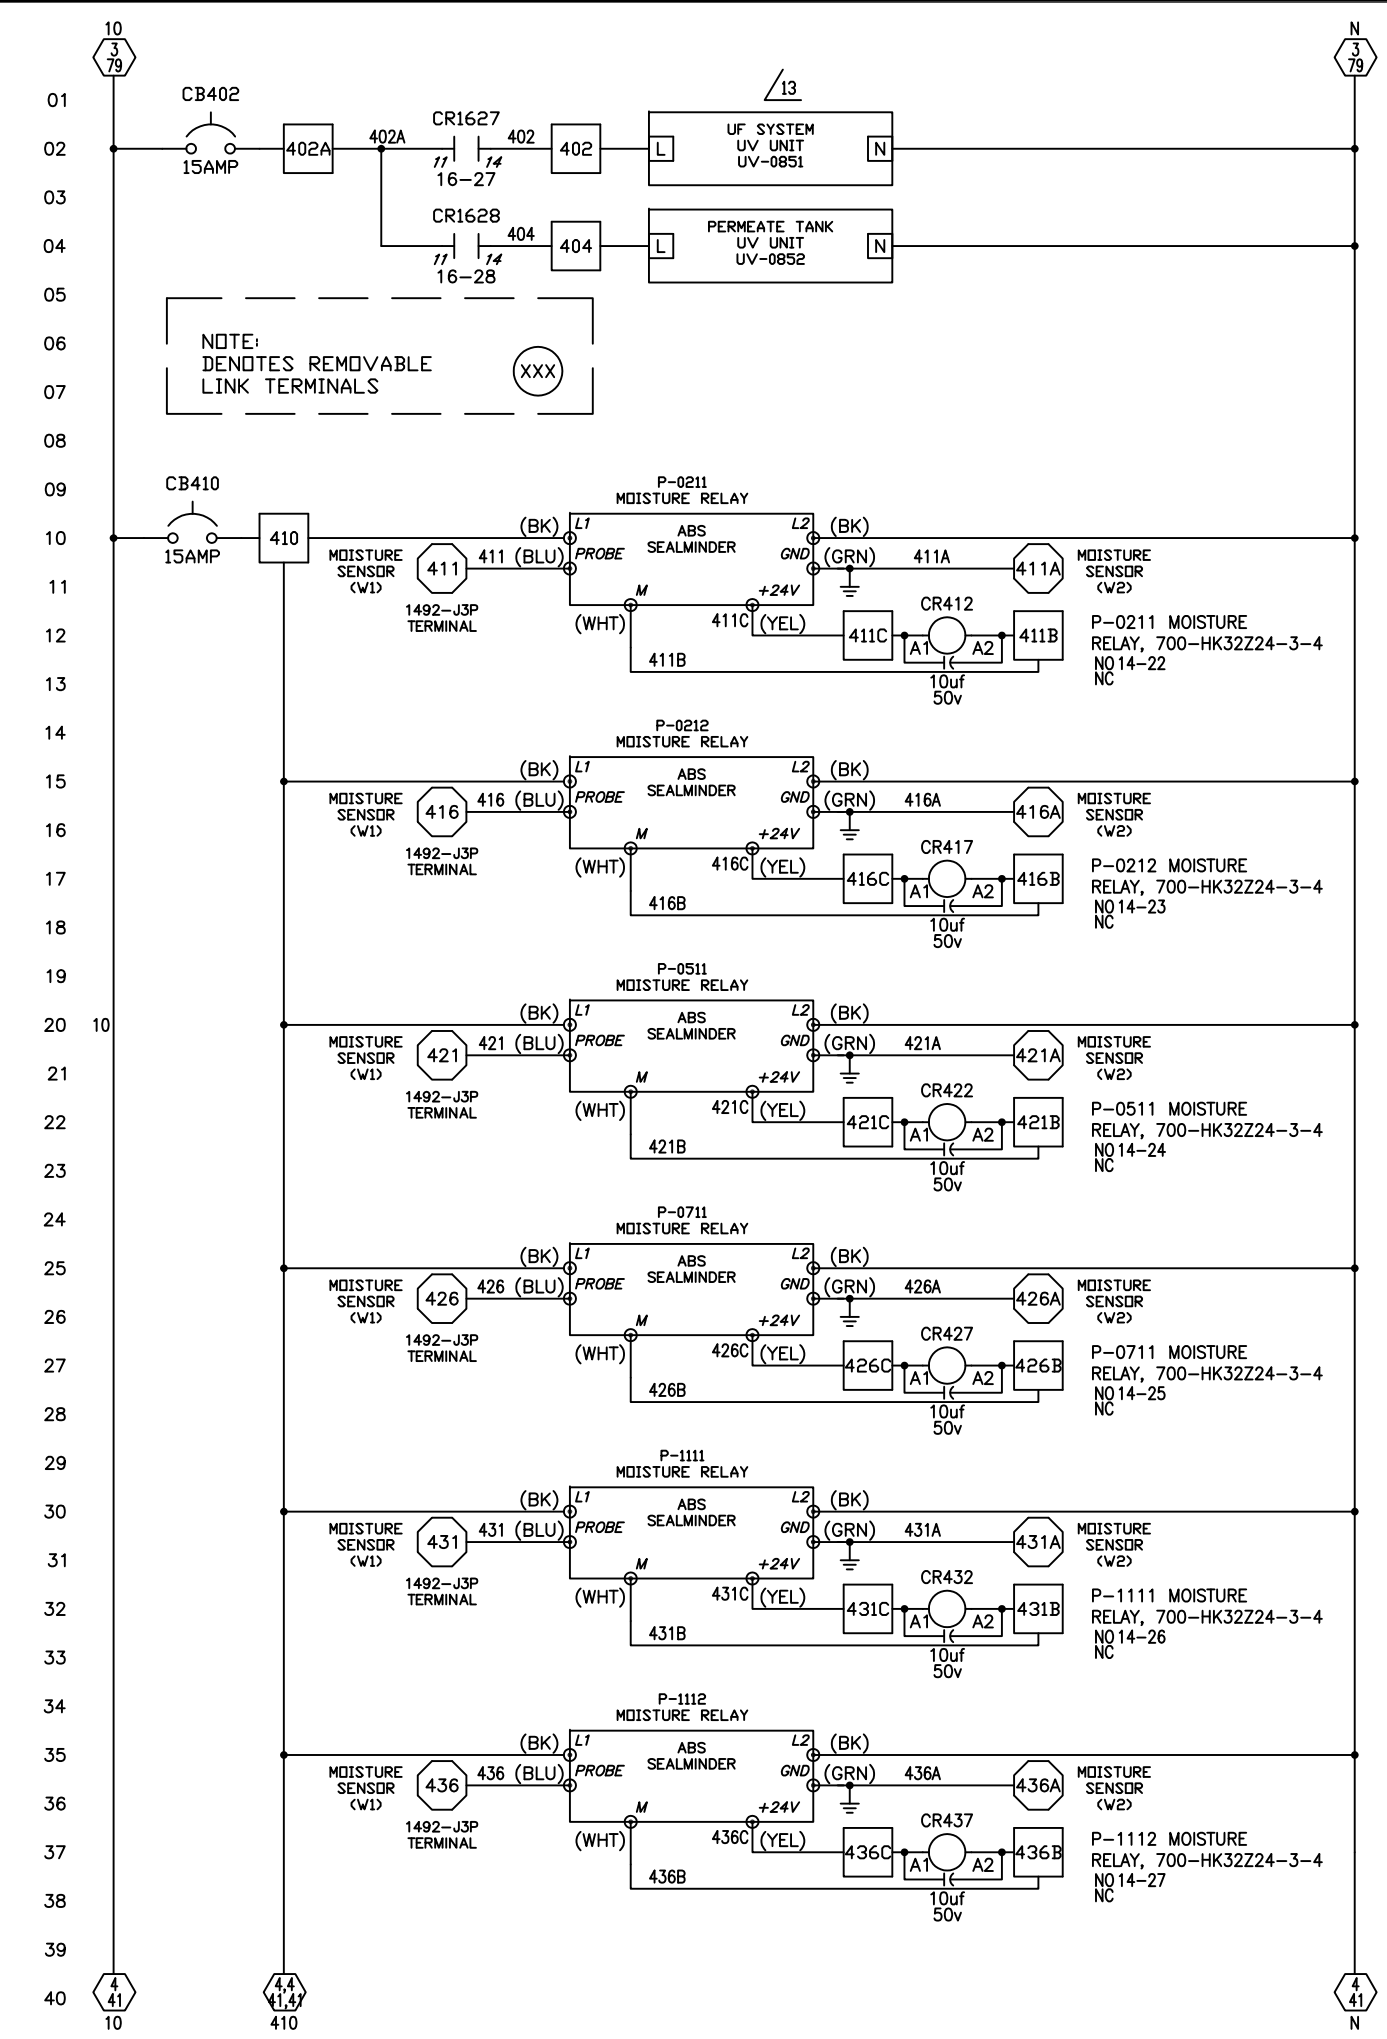 10
3
79
N
3
79
01
CB402
13
CR1627
UF SYSTEM
UV UNIT
UV-0851
02
402A
402A
402
402
L
N
15AMP
11
14
16-27
03
CR1628
PERMEATE TANK
UV UNIT
UV-0852
04
404
404
L
N
11
14
16-28
05
NOTE:
DENOTES REMOVABLE
LINK TERMINALS
XXX
06
07
08
09
CB410
P-0211
MOISTURE RELAY
10
15AMP
410
(BK)
L1
ABS
SEALMINDER
L2
(BK)
MOISTURE
SENSOR
(W1)
411
411 (BLU)
PROBE
GND
(GRN)
411A
411A
MOISTURE
SENSOR
(W2)
11
1492-J3P
TERMINAL
M
+24V
(WHT)
411C
(YEL)
12
411C
CR412
A1
A2
411B
P-0211 MOISTURE
RELAY, 700-HK32Z24-3-4
NO 14-22
NC
411B
13
10uf
50v
14
P-0212
MOISTURE RELAY
15
(BK)
L1
ABS
SEALMINDER
L2
(BK)
MOISTURE
SENSOR
(W1)
416
416 (BLU)
PROBE
GND
(GRN)
416A
416A
MOISTURE
SENSOR
(W2)
16
1492-J3P
TERMINAL
M
+24V
(WHT)
416C
(YEL)
17
416C
CR417
A1
A2
416B
P-0212 MOISTURE
RELAY, 700-HK32Z24-3-4
NO 14-23
NC
416B
18
10uf
50v
19
P-0511
MOISTURE RELAY
20
10
(BK)
L1
ABS
SEALMINDER
L2
(BK)
MOISTURE
SENSOR
(W1)
421
421 (BLU)
PROBE
GND
(GRN)
421A
421A
MOISTURE
SENSOR
(W2)
21
1492-J3P
TERMINAL
M
+24V
(WHT)
421C
(YEL)
22
421C
CR422
A1
A2
421B
P-0511 MOISTURE
RELAY, 700-HK32Z24-3-4
NO 14-24
NC
421B
23
10uf
50v
24
P-0711
MOISTURE RELAY
25
(BK)
L1
ABS
SEALMINDER
L2
(BK)
MOISTURE
SENSOR
(W1)
426
426 (BLU)
PROBE
GND
(GRN)
426A
426A
MOISTURE
SENSOR
(W2)
26
1492-J3P
TERMINAL
M
+24V
(WHT)
426C
(YEL)
27
426C
CR427
A1
A2
426B
P-0711 MOISTURE
RELAY, 700-HK32Z24-3-4
NO 14-25
NC
426B
28
10uf
50v
29
P-1111
MOISTURE RELAY
30
(BK)
L1
ABS
SEALMINDER
L2
(BK)
MOISTURE
SENSOR
(W1)
431
431 (BLU)
PROBE
GND
(GRN)
431A
431A
MOISTURE
SENSOR
(W2)
31
1492-J3P
TERMINAL
M
+24V
(WHT)
431C
(YEL)
32
431C
CR432
A1
A2
431B
P-1111 MOISTURE
RELAY, 700-HK32Z24-3-4
NO 14-26
NC
431B
33
10uf
50v
34
P-1112
MOISTURE RELAY
35
(BK)
L1
ABS
SEALMINDER
L2
(BK)
MOISTURE
SENSOR
(W1)
436
436 (BLU)
PROBE
GND
(GRN)
436A
436A
MOISTURE
SENSOR
(W2)
36
1492-J3P
TERMINAL
M
+24V
(WHT)
436C
(YEL)
37
436C
CR437
A1
A2
436B
P-1112 MOISTURE
RELAY, 700-HK32Z24-3-4
NO 14-27
NC
436B
38
10uf
50v
39
40
4
41
10
4,4
41,41
410
4
41
N